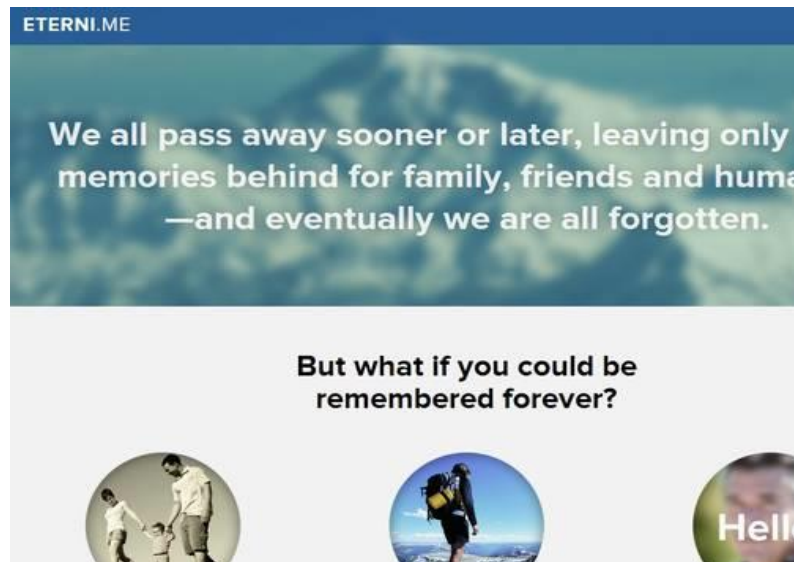 ETERNI.ME
We all pass away sooner or later, leaving only
memories behind for family, friends and huma
—and eventually we are all forgotten.
But what if you could be
remembered forever?
Hell